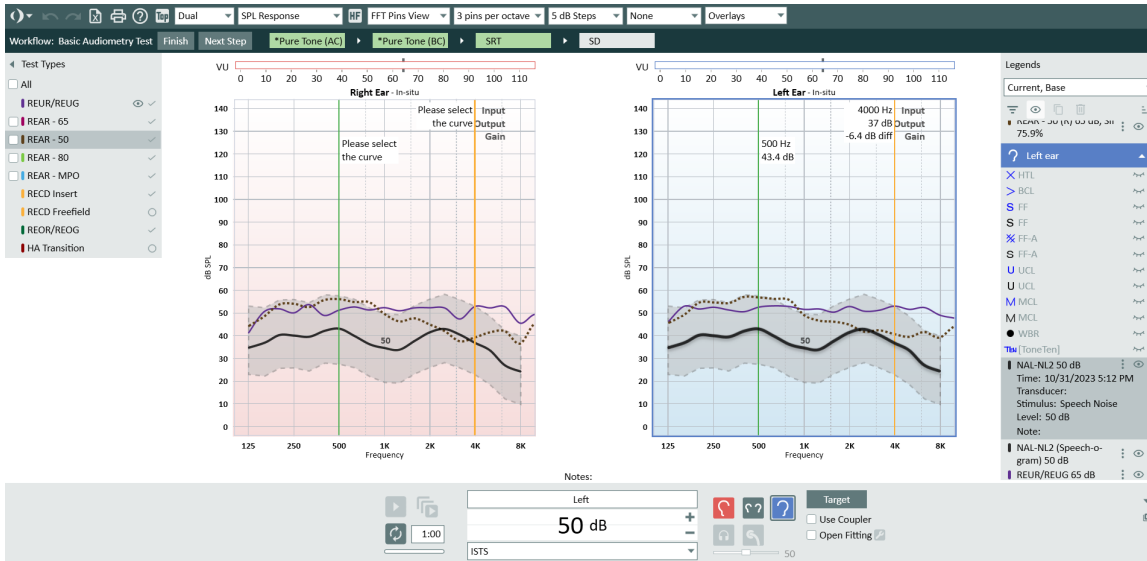 Top Dual SPL Response HF FFT Pins View 3 pins per octave 5 dB Steps None Overlays
Workflow: Basic Audiometry Test Finish Next Step *Pure Tone (AC) *Pure Tone (BC) SRT SD
Test Types
All
REUR/REUG
REAR - 65
REAR - 50
REAR - 80
REAR - MPO
RECD Insert
RECD Freefield
REOR/REOG
HA Transition
VU
0 10 20 30 40 50 60 70 80 90 100 110
Right Ear - In-situ
Please select Input
the curve Output
Gain
Please select
the curve
dB SPL
140
130
120
110
100
90
80
70
60
50
40
30
20
10
0
50
125 250 500 1K 2K 4K 8K
Frequency
VU
0 10 20 30 40 50 60 70 80 90 100 110
Left Ear - In-situ
4000 Hz Input
37 dB Output
-6.4 dB diff Gain
500 Hz
43.4 dB
140
130
120
110
100
90
80
70
60
50
40
30
20
10
0
50
125 250 500 1K 2K 4K 8K
Frequency
Legends
Current, Base
75.9%
Left ear
HTL
BCL
S FF
S FF
FF-A
S FF-A
U UCL
U UCL
M MCL
M MCL
WBR
[ToneTen]
NAL-NL2 50 dB
Time: 10/31/2023 5:12 PM
Transducer:
Stimulus: Speech Noise
Level: 50 dB
Note:
NAL-NL2 (Speech-o-
gram) 50 dB
REUR/REUG 65 dB
Notes:
1:00
Left
50 dB
ISTS
Target
Use Coupler
Open Fitting
50